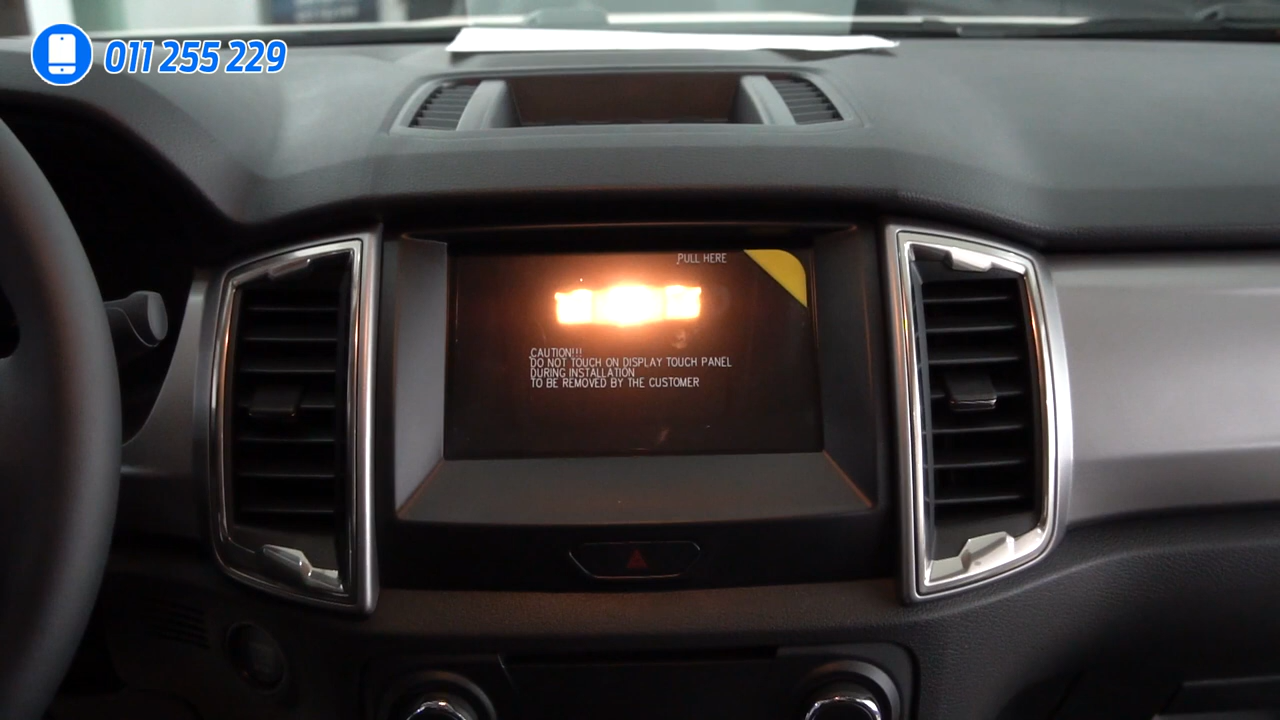 011 255 229
PULL HERE
CAUTION!!!
DO NOT TOUCH ON DISPLAY TOUCH PANEL
DURING INSTALLATION
TO BE REMOVED BY THE CUSTOMER